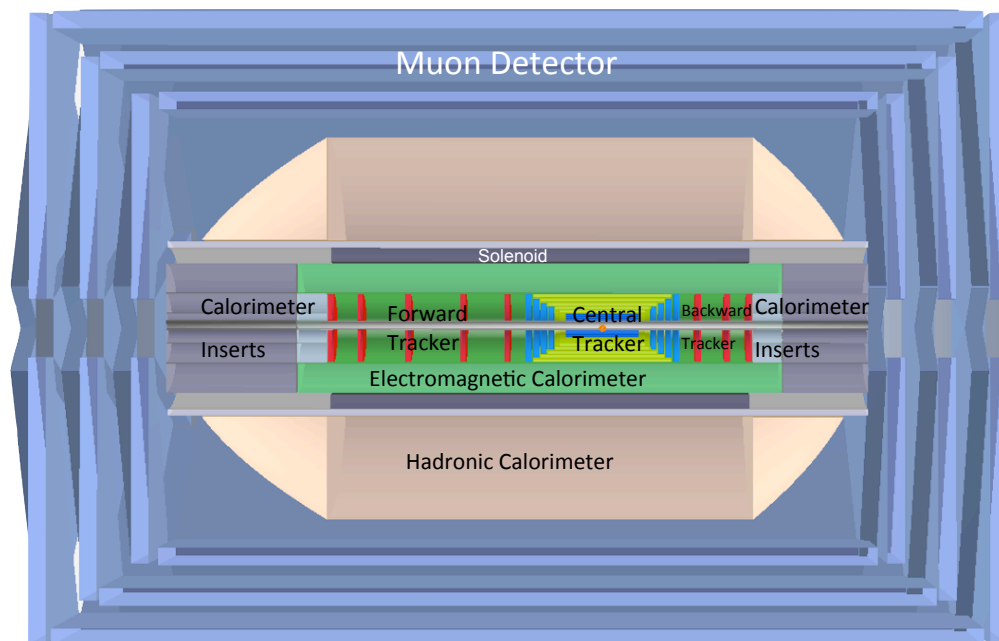 Muon Detector
Solenoid
Calorimeter
Forward
Central
Backward
Calorimeter
Inserts
Tracker
Tracker
Tracker
Inserts
Electromagnetic Calorimeter
Hadronic Calorimeter